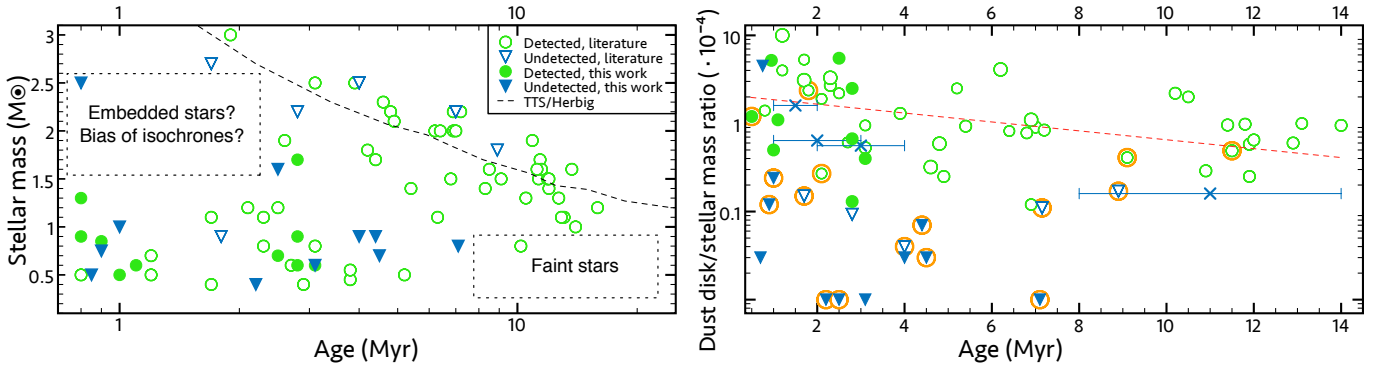 1 10
3
2.5
2
1.5
1
0.5
Stellar mass (M☉)
Embedded stars?
Bias of isochrones?
Faint stars
Detected, literature
Undetected, literature
Detected, this work
Undetected, this work
TTS/Herbig
1 10
Age (Myr)
2 4 6 8 10 12 14
10
1
0.1
Dust disk/stellar mass ratio ( · 10⁻⁴)
2 4 6 8 10 12 14
Age (Myr)